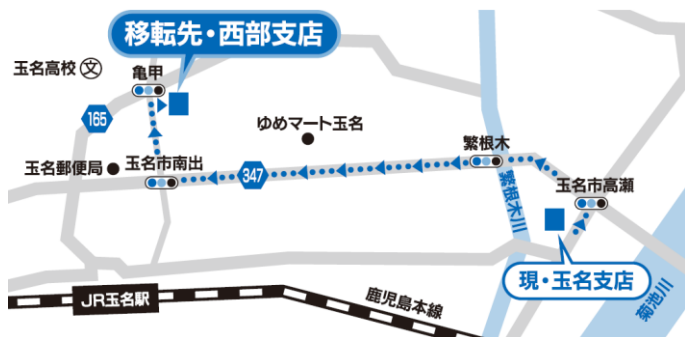 移転先・西部支店
玉名高校
文
亀甲
165
ゆめマート玉名
繁根木
玉名郵便局
玉名市南出
347
玉名市高瀬
繁根木川
現・玉名支店
JR玉名駅
鹿児島本線
菊池川